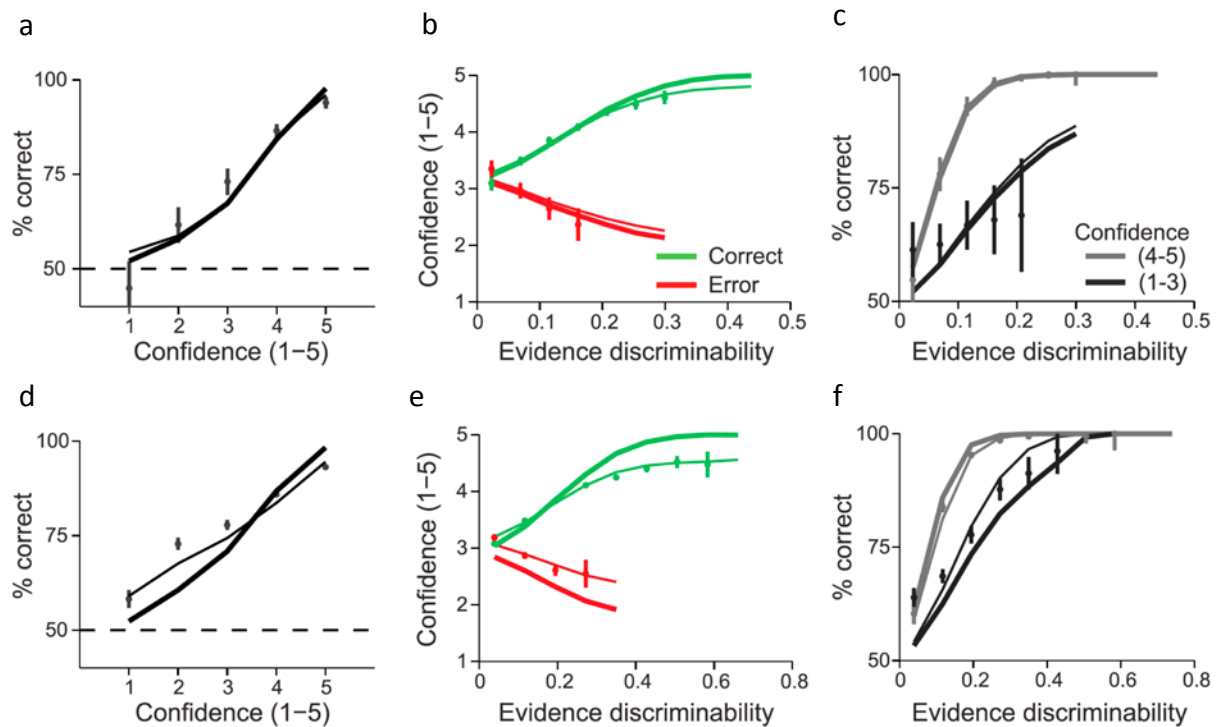 a
100
75
50
% correct
1 2 3 4 5
Confidence (1−5)
b
5
4
3
2
1
Confidence (1−5)
Correct
Error
0 0.1 0.2 0.3 0.4 0.5
Evidence discriminability
c
100
75
50
% correct
Confidence
(4-5)
(1-3)
0 0.1 0.2 0.3 0.4 0.5
Evidence discriminability
d
100
75
50
% correct
1 2 3 4 5
Confidence (1−5)
e
5
4
3
2
1
Confidence (1−5)
0 0.2 0.4 0.6 0.8
Evidence discriminability
f
100
75
50
% correct
0 0.2 0.4 0.6 0.8
Evidence discriminability